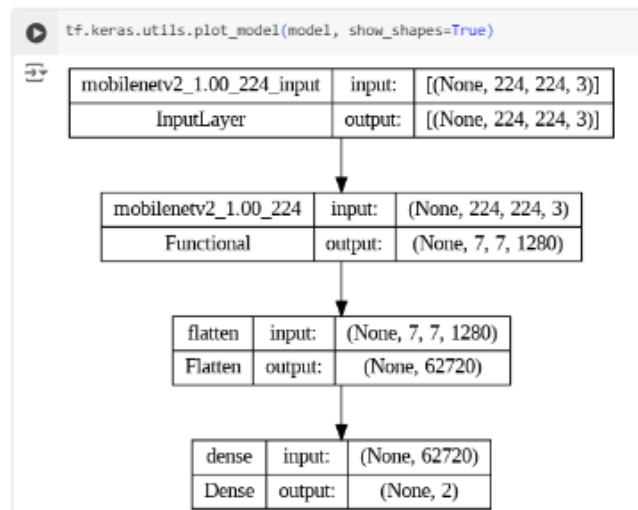 tf.keras.utils.plot_model(model, show_shapes=True)
mobilenetv2_1.00_224_input input: [(None, 224, 224, 3)]
InputLayer output: [(None, 224, 224, 3)]
mobilenetv2_1.00_224 input: (None, 224, 224, 3)
Functional output: (None, 7, 7, 1280)
flatten input: (None, 7, 7, 1280)
Flatten output: (None, 62720)
dense input: (None, 62720)
Dense output: (None, 2)